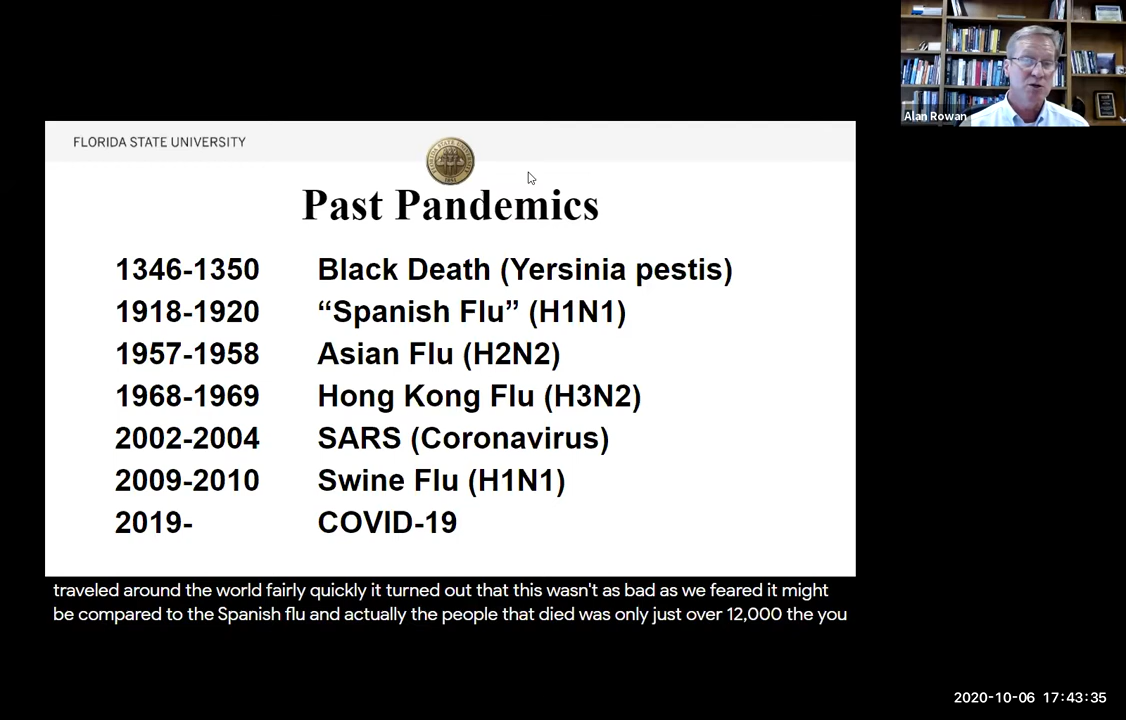 Alan Rowan
FLORIDA STATE UNIVERSITY
Past Pandemics
1346-1350 Black Death (Yersinia pestis)
1918-1920 “Spanish Flu” (H1N1)
1957-1958 Asian Flu (H2N2)
1968-1969 Hong Kong Flu (H3N2)
2002-2004 SARS (Coronavirus)
2009-2010 Swine Flu (H1N1)
2019- COVID-19
traveled around the world fairly quickly it turned out that this wasn't as bad as we feared it might
be compared to the Spanish flu and actually the people that died was only just over 12,000 the you
2020-10-06 17:43:35